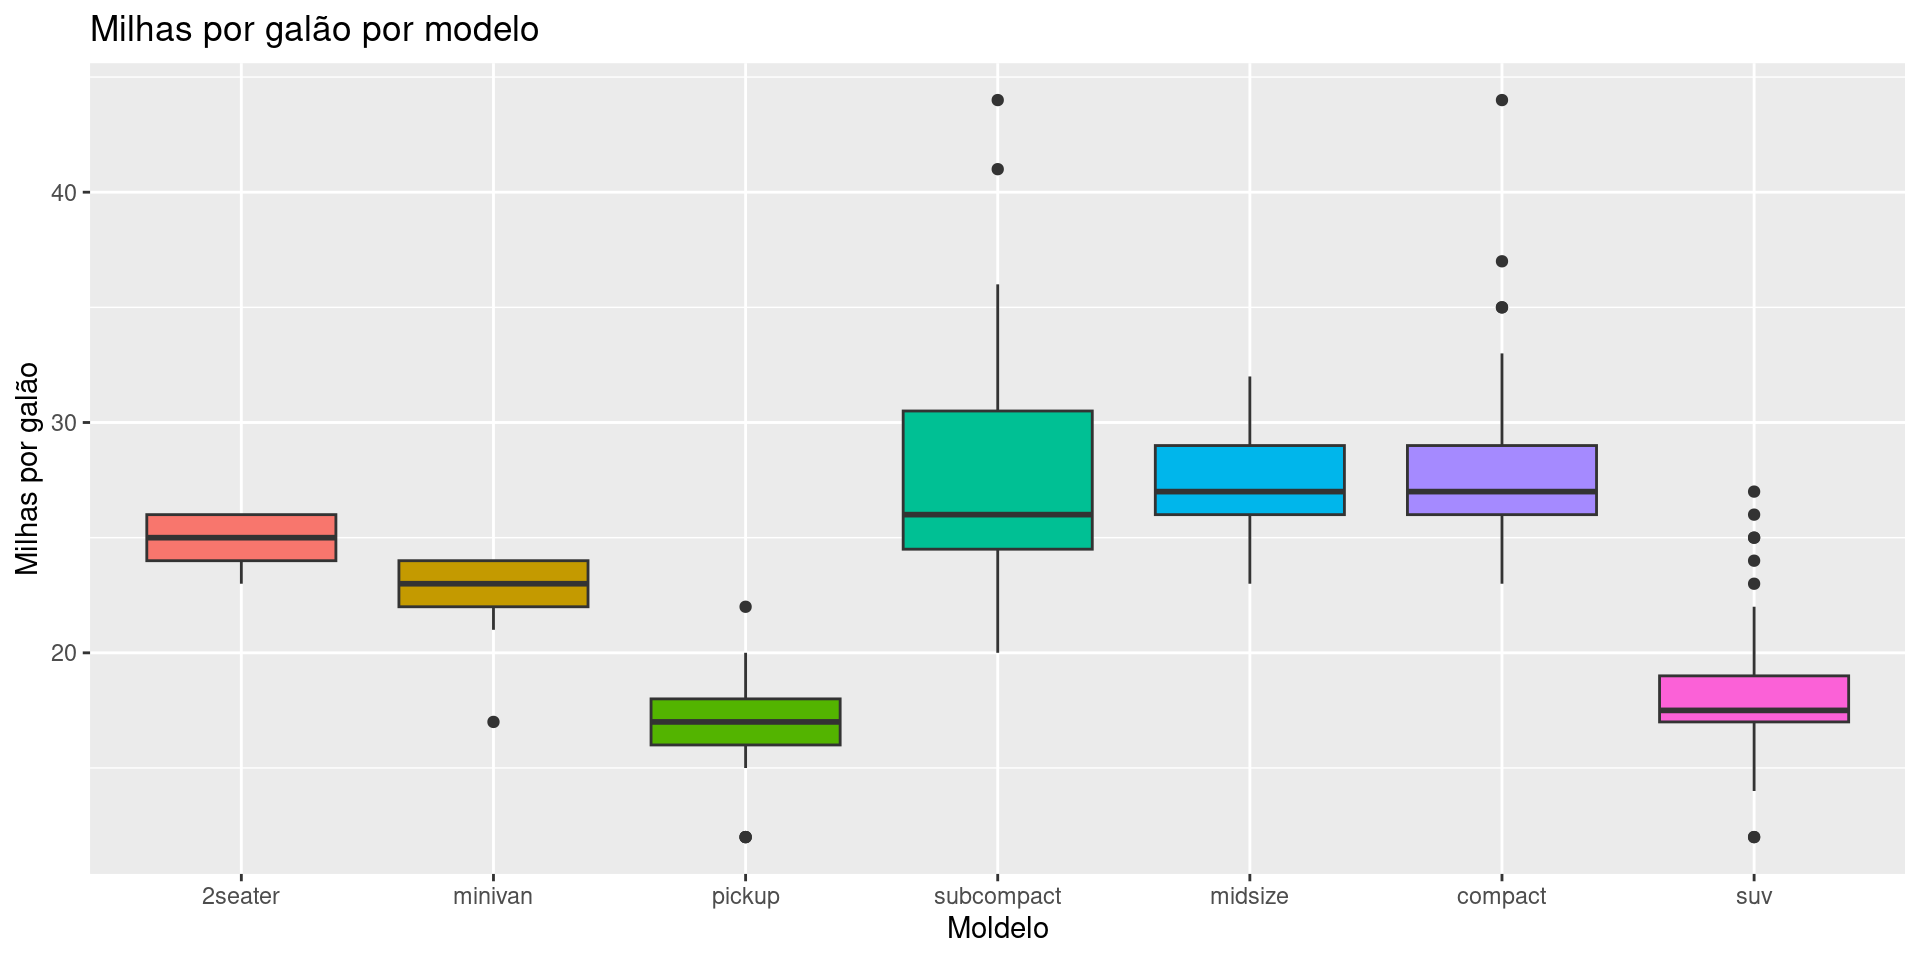 Milhas por galão por modelo
Milhas por galão
40
30
20
2seater minivan pickup subcompact midsize compact suv
Moldelo